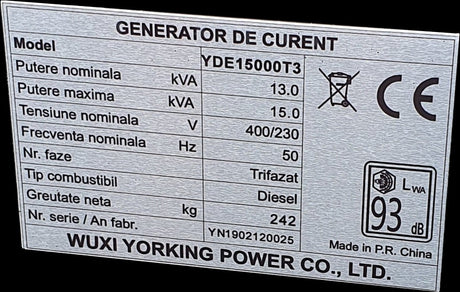 GENERATOR DE CURENT
Model YDE15000T3
Putere nominala kVA 13.0
Putere maxima kVA 15.0
Tensiune nominala V 400/230
Frecventa nominala Hz 50
Nr. faze Trifazat
Tip combustibil Diesel
Greutate neta kg 242
Nr. serie / An fabr. YN1902120025
CE
LWA
93 dB
Made in P.R. China
WUXI YORKING POWER CO., LTD.